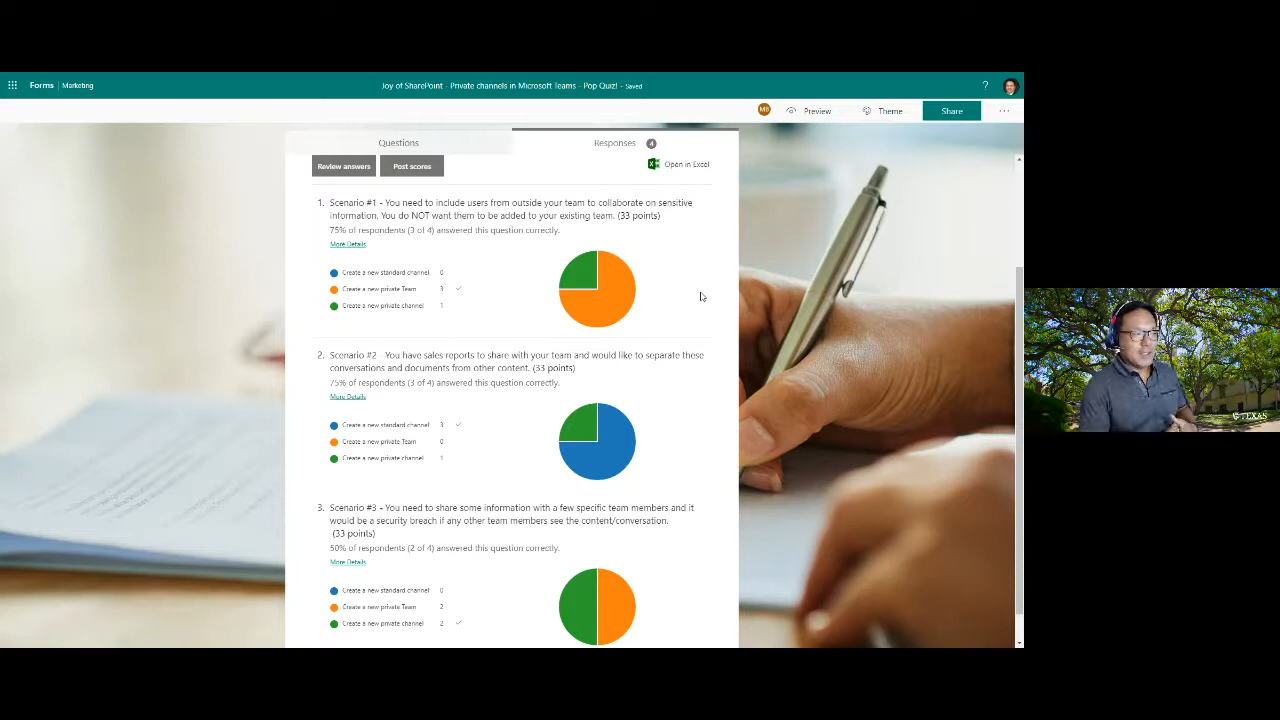 Forms | Marketing
Joy of SharePoint - Private channels in Microsoft Teams - Pop Quiz! - Saved
?
MB
Preview
Theme
Share
...
Questions
Responses 4
Review answers
Post scores
Open in Excel
1. Scenario #1 - You need to include users from outside your team to collaborate on sensitive
information. You do NOT want them to be added to your existing team. (33 points)
75% of respondents (3 of 4) answered this question correctly.
More Details
Create a new standard channel 0
Create a new private Team 3
Create a new private channel 1
2. Scenario #2 - You have sales reports to share with your team and would like to separate these
conversations and documents from other content. (33 points)
75% of respondents (3 of 4) answered this question correctly.
More Details
Create a new standard channel 3
Create a new private Team 0
Create a new private channel 1
3. Scenario #3 - You need to share some information with a few specific team members and it
would be a security breach if any other team members see the content/conversation.
(33 points)
50% of respondents (2 of 4) answered this question correctly.
More Details
Create a new standard channel 0
Create a new private Team 2
Create a new private channel 2
TEXAS